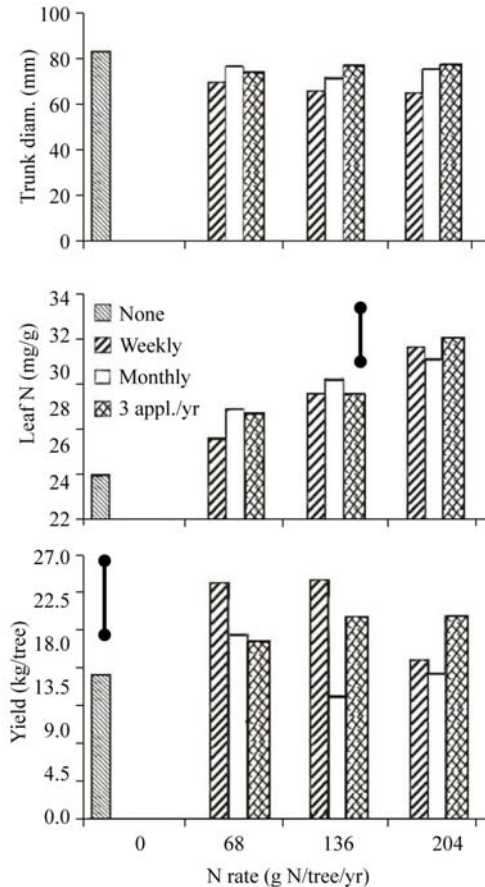 100
80
60
40
20
0
Trunk diam. (mm)
34
32
30
28
26
24
22
Leaf N (mg/g)
None
Weekly
Monthly
3 appl./yr
27.0
22.5
18.0
13.5
9.0
4.5
0.0
Yield (kg/tree)
0 68 136 204
N rate (g N/tree/yr)